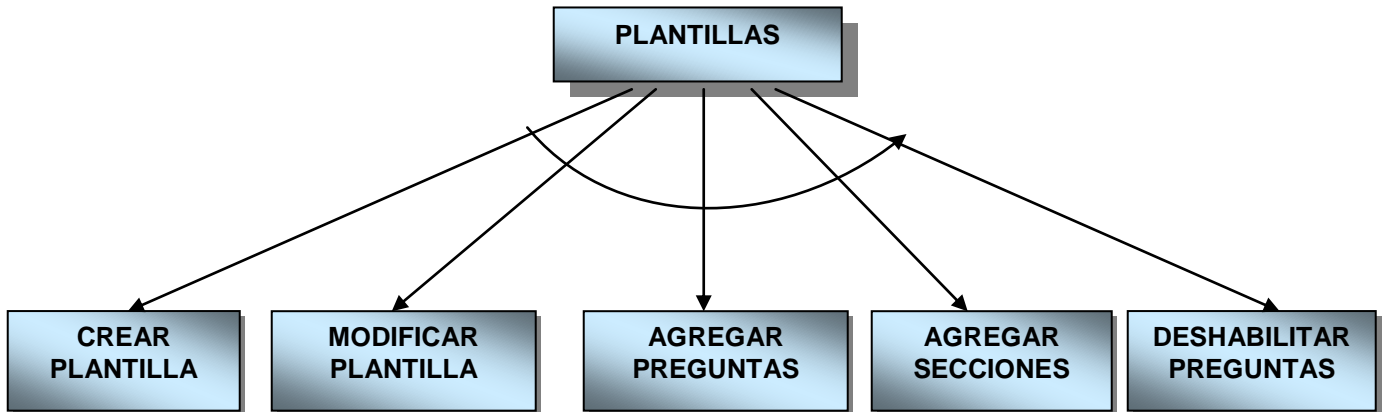 PLANTILLAS
CREAR
PLANTILLA
MODIFICAR
PLANTILLA
AGREGAR
PREGUNTAS
AGREGAR
SECCIONES
DESHABILITAR
PREGUNTAS